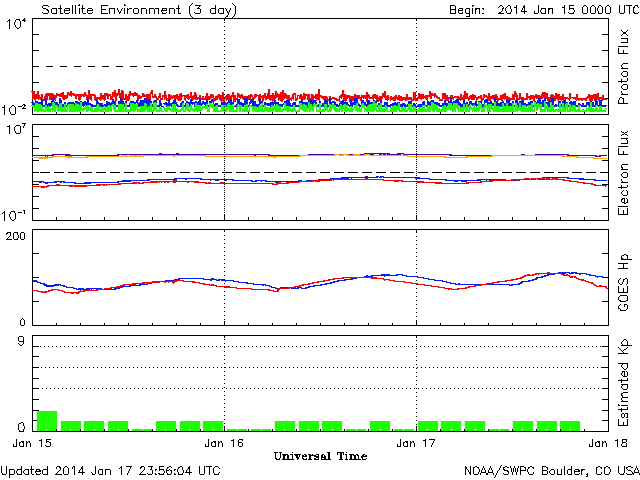 Satellite Environment (3 day) Begin: 2014 Jan 15 0000 UTC
10^4
10^-2
Proton Flux
10^7
10^-1
Electron Flux
200
0
GOES Hp
9
0
Estimated Kp
Jan 15 Jan 16 Jan 17 Jan 18
Universal Time
Updated 2014 Jan 17 23:56:04 UTC NOAA/SWPC Boulder, CO USA